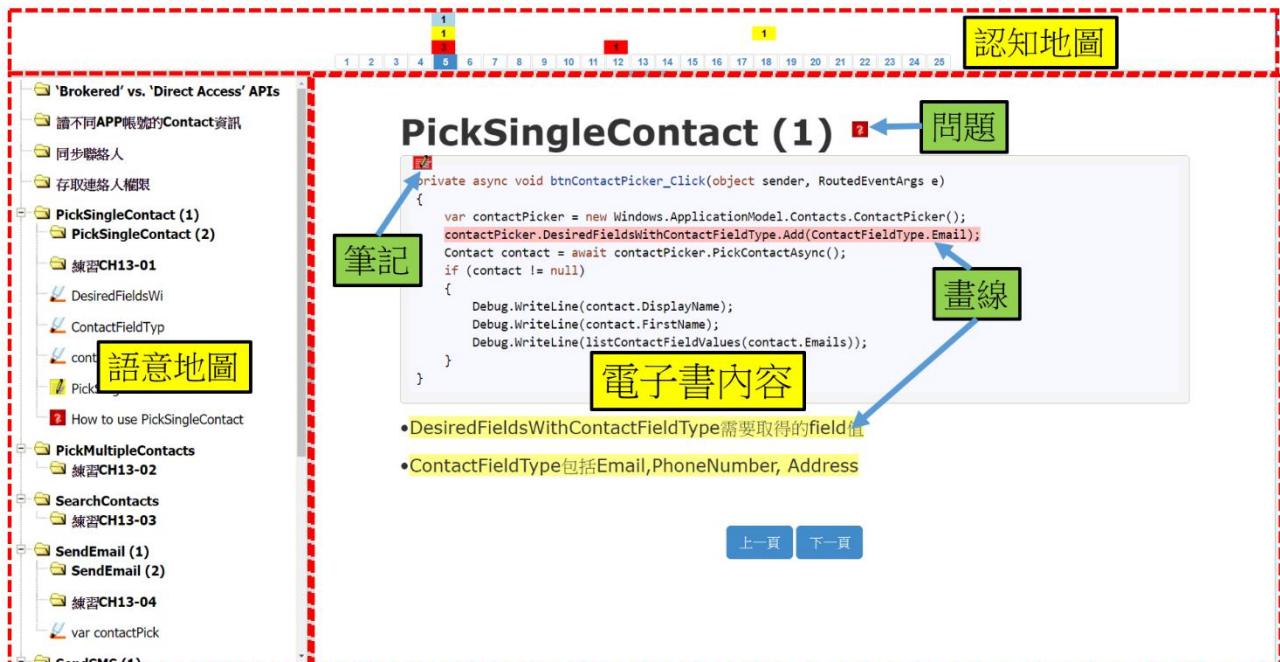 1
1 1
3 1
1 2 3 4 5 6 7 8 9 10 11 12 13 14 15 16 17 18 19 20 21 22 23 24 25
認知地圖
'Brokered' vs. 'Direct Access' APIs
讀不同APP帳號的Contact資訊
同步聯絡人
存取連絡人權限
PickSingleContact (1)
PickSingleContact (2)
練習CH13-01
DesiredFieldsWi
ContactFieldTyp
cont
語意地圖
PickS
How to use PickSingleContact
PickMultipleContacts
練習CH13-02
SearchContacts
練習CH13-03
SendEmail (1)
SendEmail (2)
練習CH13-04
var contactPick
SendSMS (1)
PickSingleContact (1) ? 問題
筆記
private async void btnContactPicker_Click(object sender, RoutedEventArgs e)
{
var contactPicker = new Windows.ApplicationModel.Contacts.ContactPicker();
contactPicker.DesiredFieldsWithContactFieldType.Add(ContactFieldType.Email);
Contact contact = await contactPicker.PickContactAsync();
if (contact != null)
{
Debug.WriteLine(contact.DisplayName);
Debug.WriteLine(contact.FirstName);
Debug.WriteLine(listContactFieldValues(contact.Emails));
}
}
畫線
電子書內容
•DesiredFieldsWithContactFieldType需要取得的field值
•ContactFieldType包括Email,PhoneNumber, Address
上一頁 下一頁